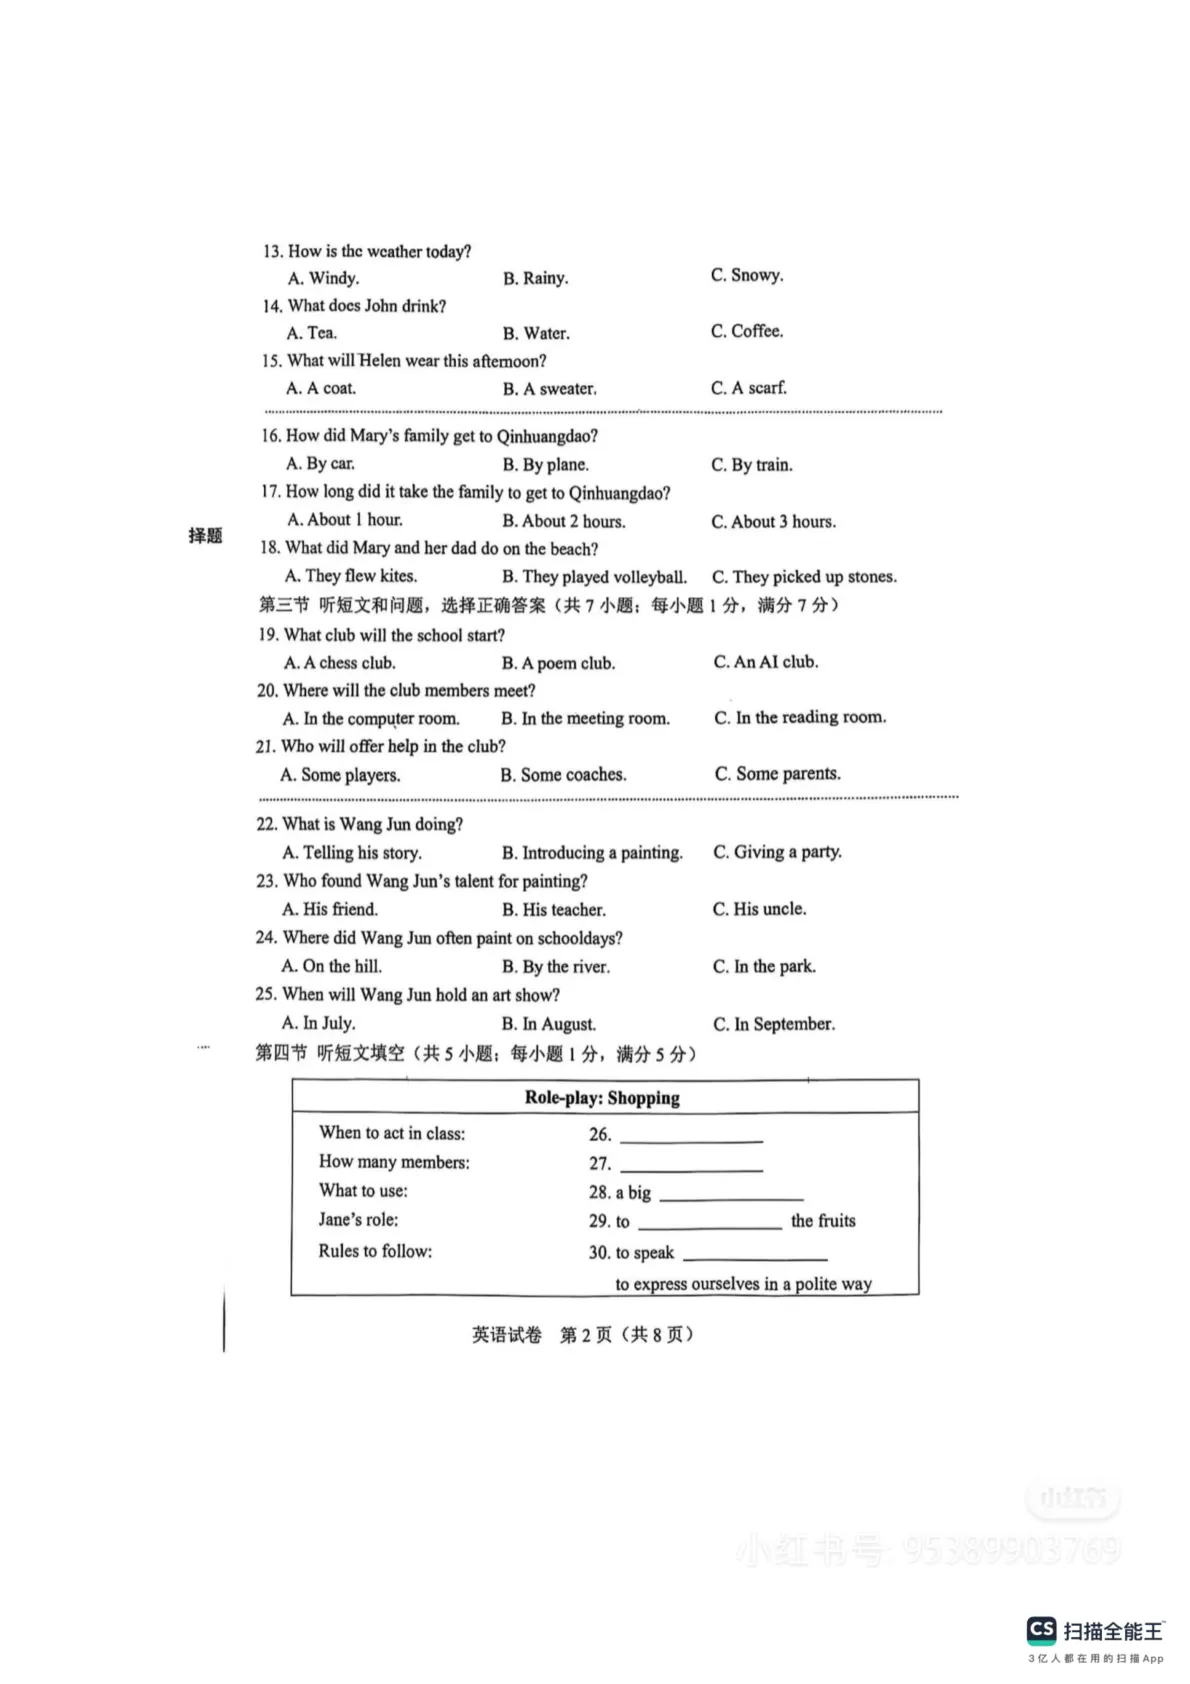 13. How is the weather today?
A. Windy. B. Rainy. C. Snowy.
14. What does John drink?
A. Tea. B. Water. C. Coffee.
15. What will Helen wear this afternoon?
A. A coat. B. A sweater. C. A scarf.
16. How did Mary's family get to Qinhuangdao?
A. By car. B. By plane. C. By train.
17. How long did it take the family to get to Qinhuangdao?
A. About 1 hour. B. About 2 hours. C. About 3 hours.
择题
18. What did Mary and her dad do on the beach?
A. They flew kites. B. They played volleyball. C. They picked up stones.
第三节 听短文和问题，选择正确答案（共 7 小题；每小题 1 分，满分 7 分）
19. What club will the school start?
A. A chess club. B. A poem club. C. An AI club.
20. Where will the club members meet?
A. In the computer room. B. In the meeting room. C. In the reading room.
21. Who will offer help in the club?
A. Some players. B. Some coaches. C. Some parents.
22. What is Wang Jun doing?
A. Telling his story. B. Introducing a painting. C. Giving a party.
23. Who found Wang Jun's talent for painting?
A. His friend. B. His teacher. C. His uncle.
24. Where did Wang Jun often paint on schooldays?
A. On the hill. B. By the river. C. In the park.
25. When will Wang Jun hold an art show?
A. In July. B. In August. C. In September.
第四节 听短文填空（共 5 小题；每小题 1 分，满分 5 分）
Role-play: Shopping
When to act in class: 26. ______
How many members: 27. ______
What to use: 28. a big ______
Jane's role: 29. to ______ the fruits
Rules to follow: 30. to speak ______
to express ourselves in a polite way
英语试卷 第 2 页（共 8 页）
小红书
小红书号: 95389903769
CS 扫描全能王™
3亿人都在用的扫描App